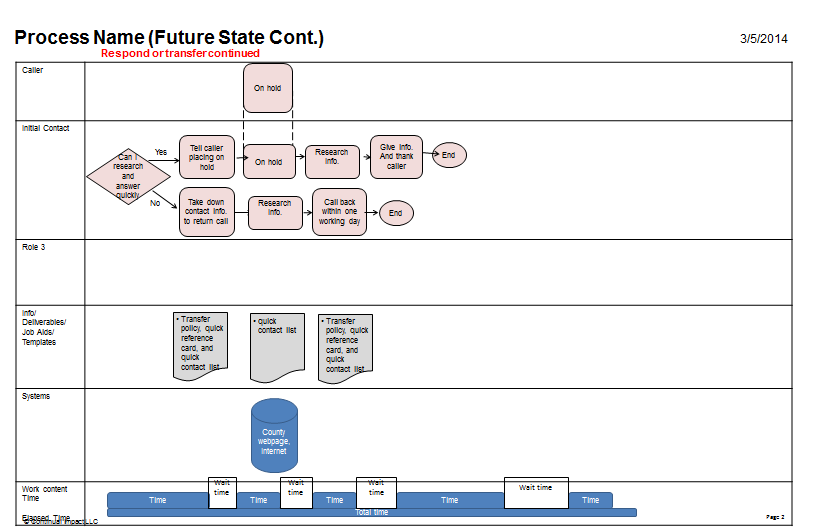 Process Name (Future State Cont.)
3/5/2014
Respond or transfer continued
Caller
On hold
Initial Contact
Can I
research
and
answer
quickly
Yes
No
Tell caller
placing on
hold
On hold
Research
info.
Give Info.
And thank
caller
End
Take down
contact info.
to return call
Research
info.
Call back
within one
working day
End
Role 3
Info/
Deliverables/
Job Aids/
Templates
• Transfer
policy, quick
reference
card, and
quick
contact list
• quick
contact list
• Transfer
policy, quick
reference
card, and
quick
contact list
Systems
County
webpage,
Internet
Work content
Time
Time
Wait
time
Time
Wait
time
Time
Wait
time
Time
Wait time
Time
Elapsed Time
Total time
© Continual Impact LLC
Page 2